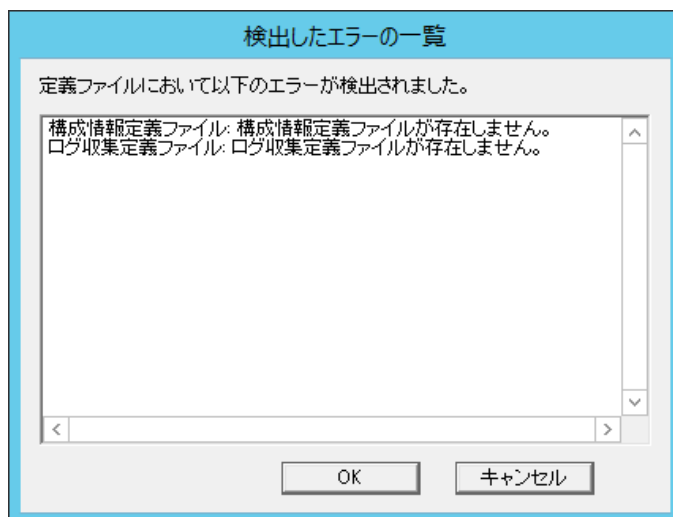 検出したエラーの一覧
定義ファイルにおいて以下のエラーが検出されました。
構成情報定義ファイル: 構成情報定義ファイルが存在しません。
ログ収集定義ファイル: ログ収集定義ファイルが存在しません。
OK キャンセル